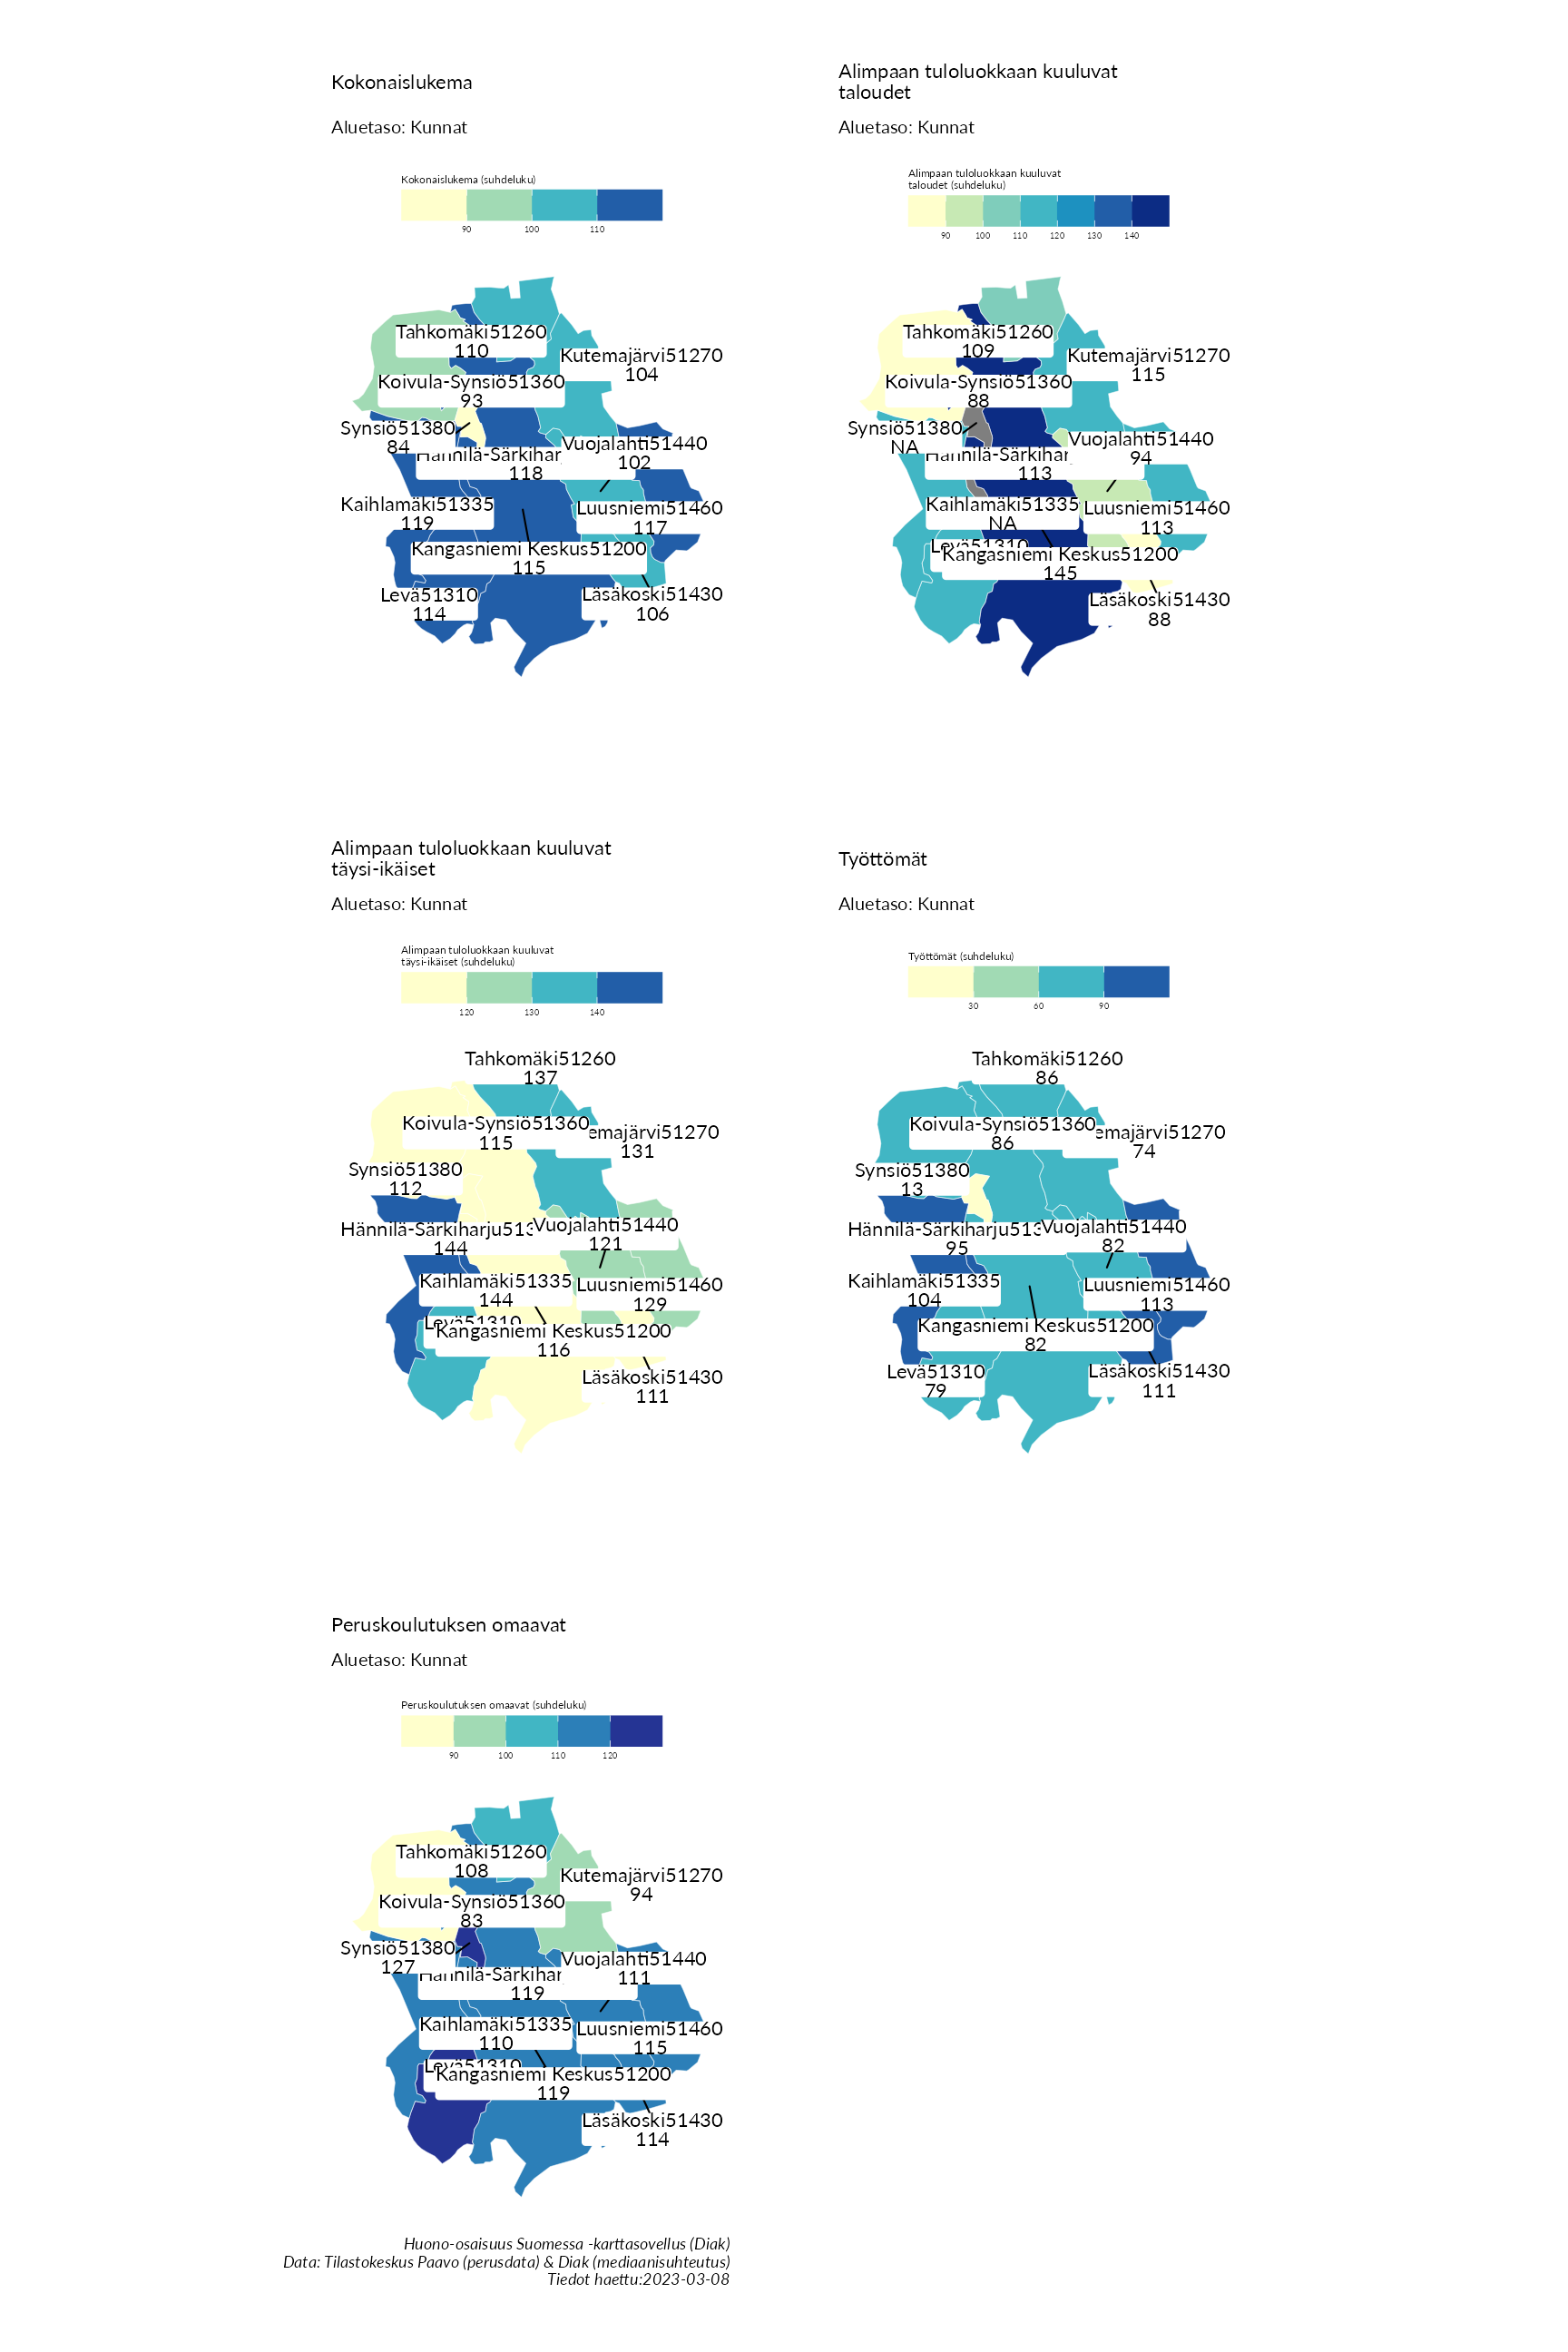 Kokonaislukema
Aluetaso: Kunnat
Kokonaislukema (suhdeluku)
90 100 110
Tahkomäki51260
110
Kutemajärvi51270
104
Koivula-Synsiö51360
93
Synsiö51380
84
Vuojalahti51440
102
Hännilä-Särkihar
118
Kaihlamäki51335
119
Luusniemi51460
117
Kangasniemi Keskus51200
115
Levä51310
114
Läsäkoski51430
106
Alimpaan tuloluokkaan kuuluvat
taloudet
Aluetaso: Kunnat
Alimpaan tuloluokkaan kuuluvat
taloudet (suhdeluku)
90 100 110 120 130 140
Tahkomäki51260
109
Kutemajärvi51270
115
Koivula-Synsiö51360
88
Synsiö51380
NA
Vuojalahti51440
94
Hännilä-Särkihar
113
Kaihlamäki51335
NA
Luusniemi51460
113
Levä51310
Kangasniemi Keskus51200
145
Läsäkoski51430
88
Alimpaan tuloluokkaan kuuluvat
täysi-ikäiset
Aluetaso: Kunnat
Alimpaan tuloluokkaan kuuluvat
täysi-ikäiset (suhdeluku)
120 130 140
Tahkomäki51260
137
Koivula-Synsiö51360
115
emajärvi51270
131
Synsiö51380
112
Hännilä-Särkiharju513
144
Vuojalahti51440
121
Kaihlamäki51335
144
Luusniemi51460
129
Levä51310
Kangasniemi Keskus51200
116
Läsäkoski51430
111
Työttömät
Aluetaso: Kunnat
Työttömät (suhdeluku)
30 60 90
Tahkomäki51260
86
Koivula-Synsiö51360
86
emajärvi51270
74
Synsiö51380
13
Hännilä-Särkiharju513
95
Vuojalahti51440
82
Kaihlamäki51335
104
Luusniemi51460
113
Kangasniemi Keskus51200
82
Levä51310
79
Läsäkoski51430
111
Peruskoulutuksen omaavat
Aluetaso: Kunnat
Peruskoulutuksen omaavat (suhdeluku)
90 100 110 120
Tahkomäki51260
108
Kutemajärvi51270
94
Koivula-Synsiö51360
83
Synsiö51380
127
Vuojalahti51440
111
Hännilä-Särkihar
119
Kaihlamäki51335
110
Luusniemi51460
115
Levä51310
Kangasniemi Keskus51200
119
Läsäkoski51430
114
Huono-osaisuus Suomessa -karttasovellus (Diak)
Data: Tilastokeskus Paavo (perusdata) & Diak (mediaanisuhteutus)
Tiedot haettu:2023-03-08